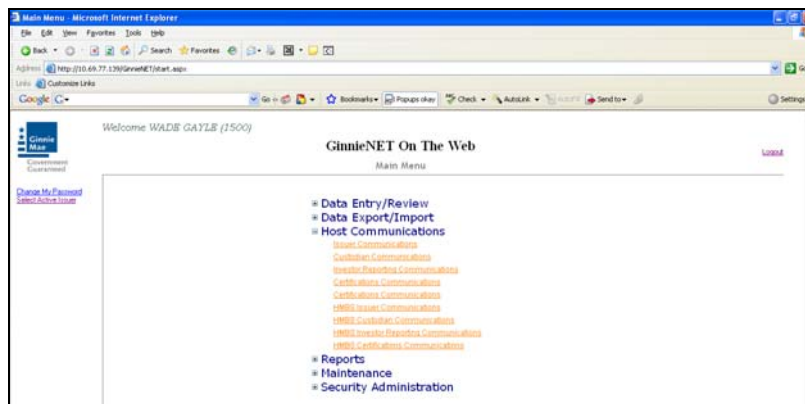 Main Menu - Microsoft Internet Explorer
File Edit View Favorites Tools Help
Back Search Favorites
Address http://10.69.77.139/GinnieNET/start.aspx Go
Links Customize Links
Google G Go Bookmarks Popups okay Check AutoLink Send to Settings
Ginnie Mae
Government Guaranteed
Change My Password
Select Active Issuer
Welcome WADE GAYLE (1500)
GinnieNET On The Web
Main Menu
Logout
Data Entry/Review
Data Export/Import
Host Communications
Issuer Communications
Custodian Communications
Investor Reporting Communications
Certifications Communications
Certifications Communications
HMBS Issuer Communications
HMBS Custodian Communications
HMBS Investor Reporting Communications
HMBS Certifications Communications
Reports
Maintenance
Security Administration